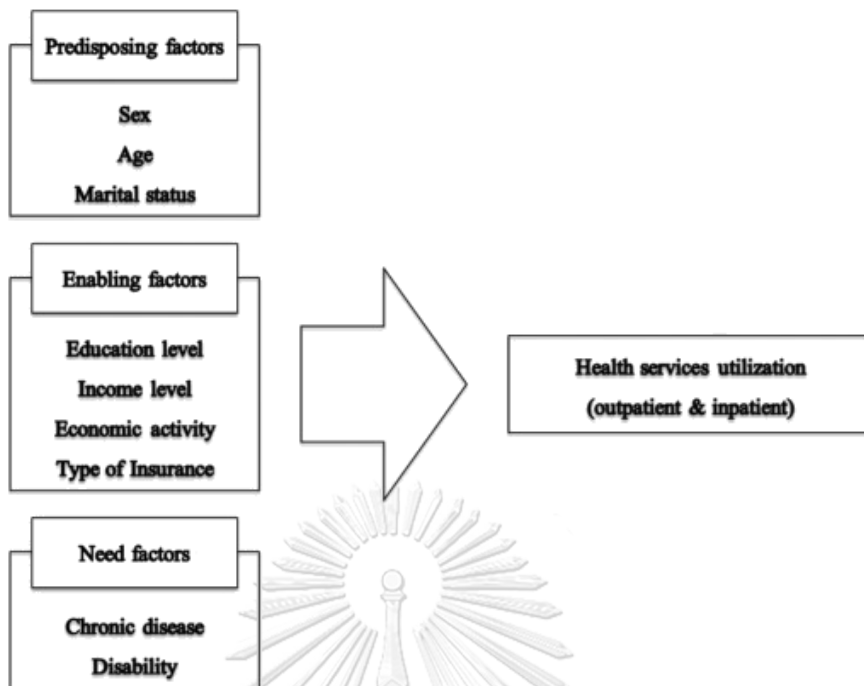 Predisposing factors
Sex
Age
Marital status
Enabling factors
Education level
Income level
Economic activity
Type of Insurance
Health services utilization
(outpatient & inpatient)
Need factors
Chronic disease
Disability